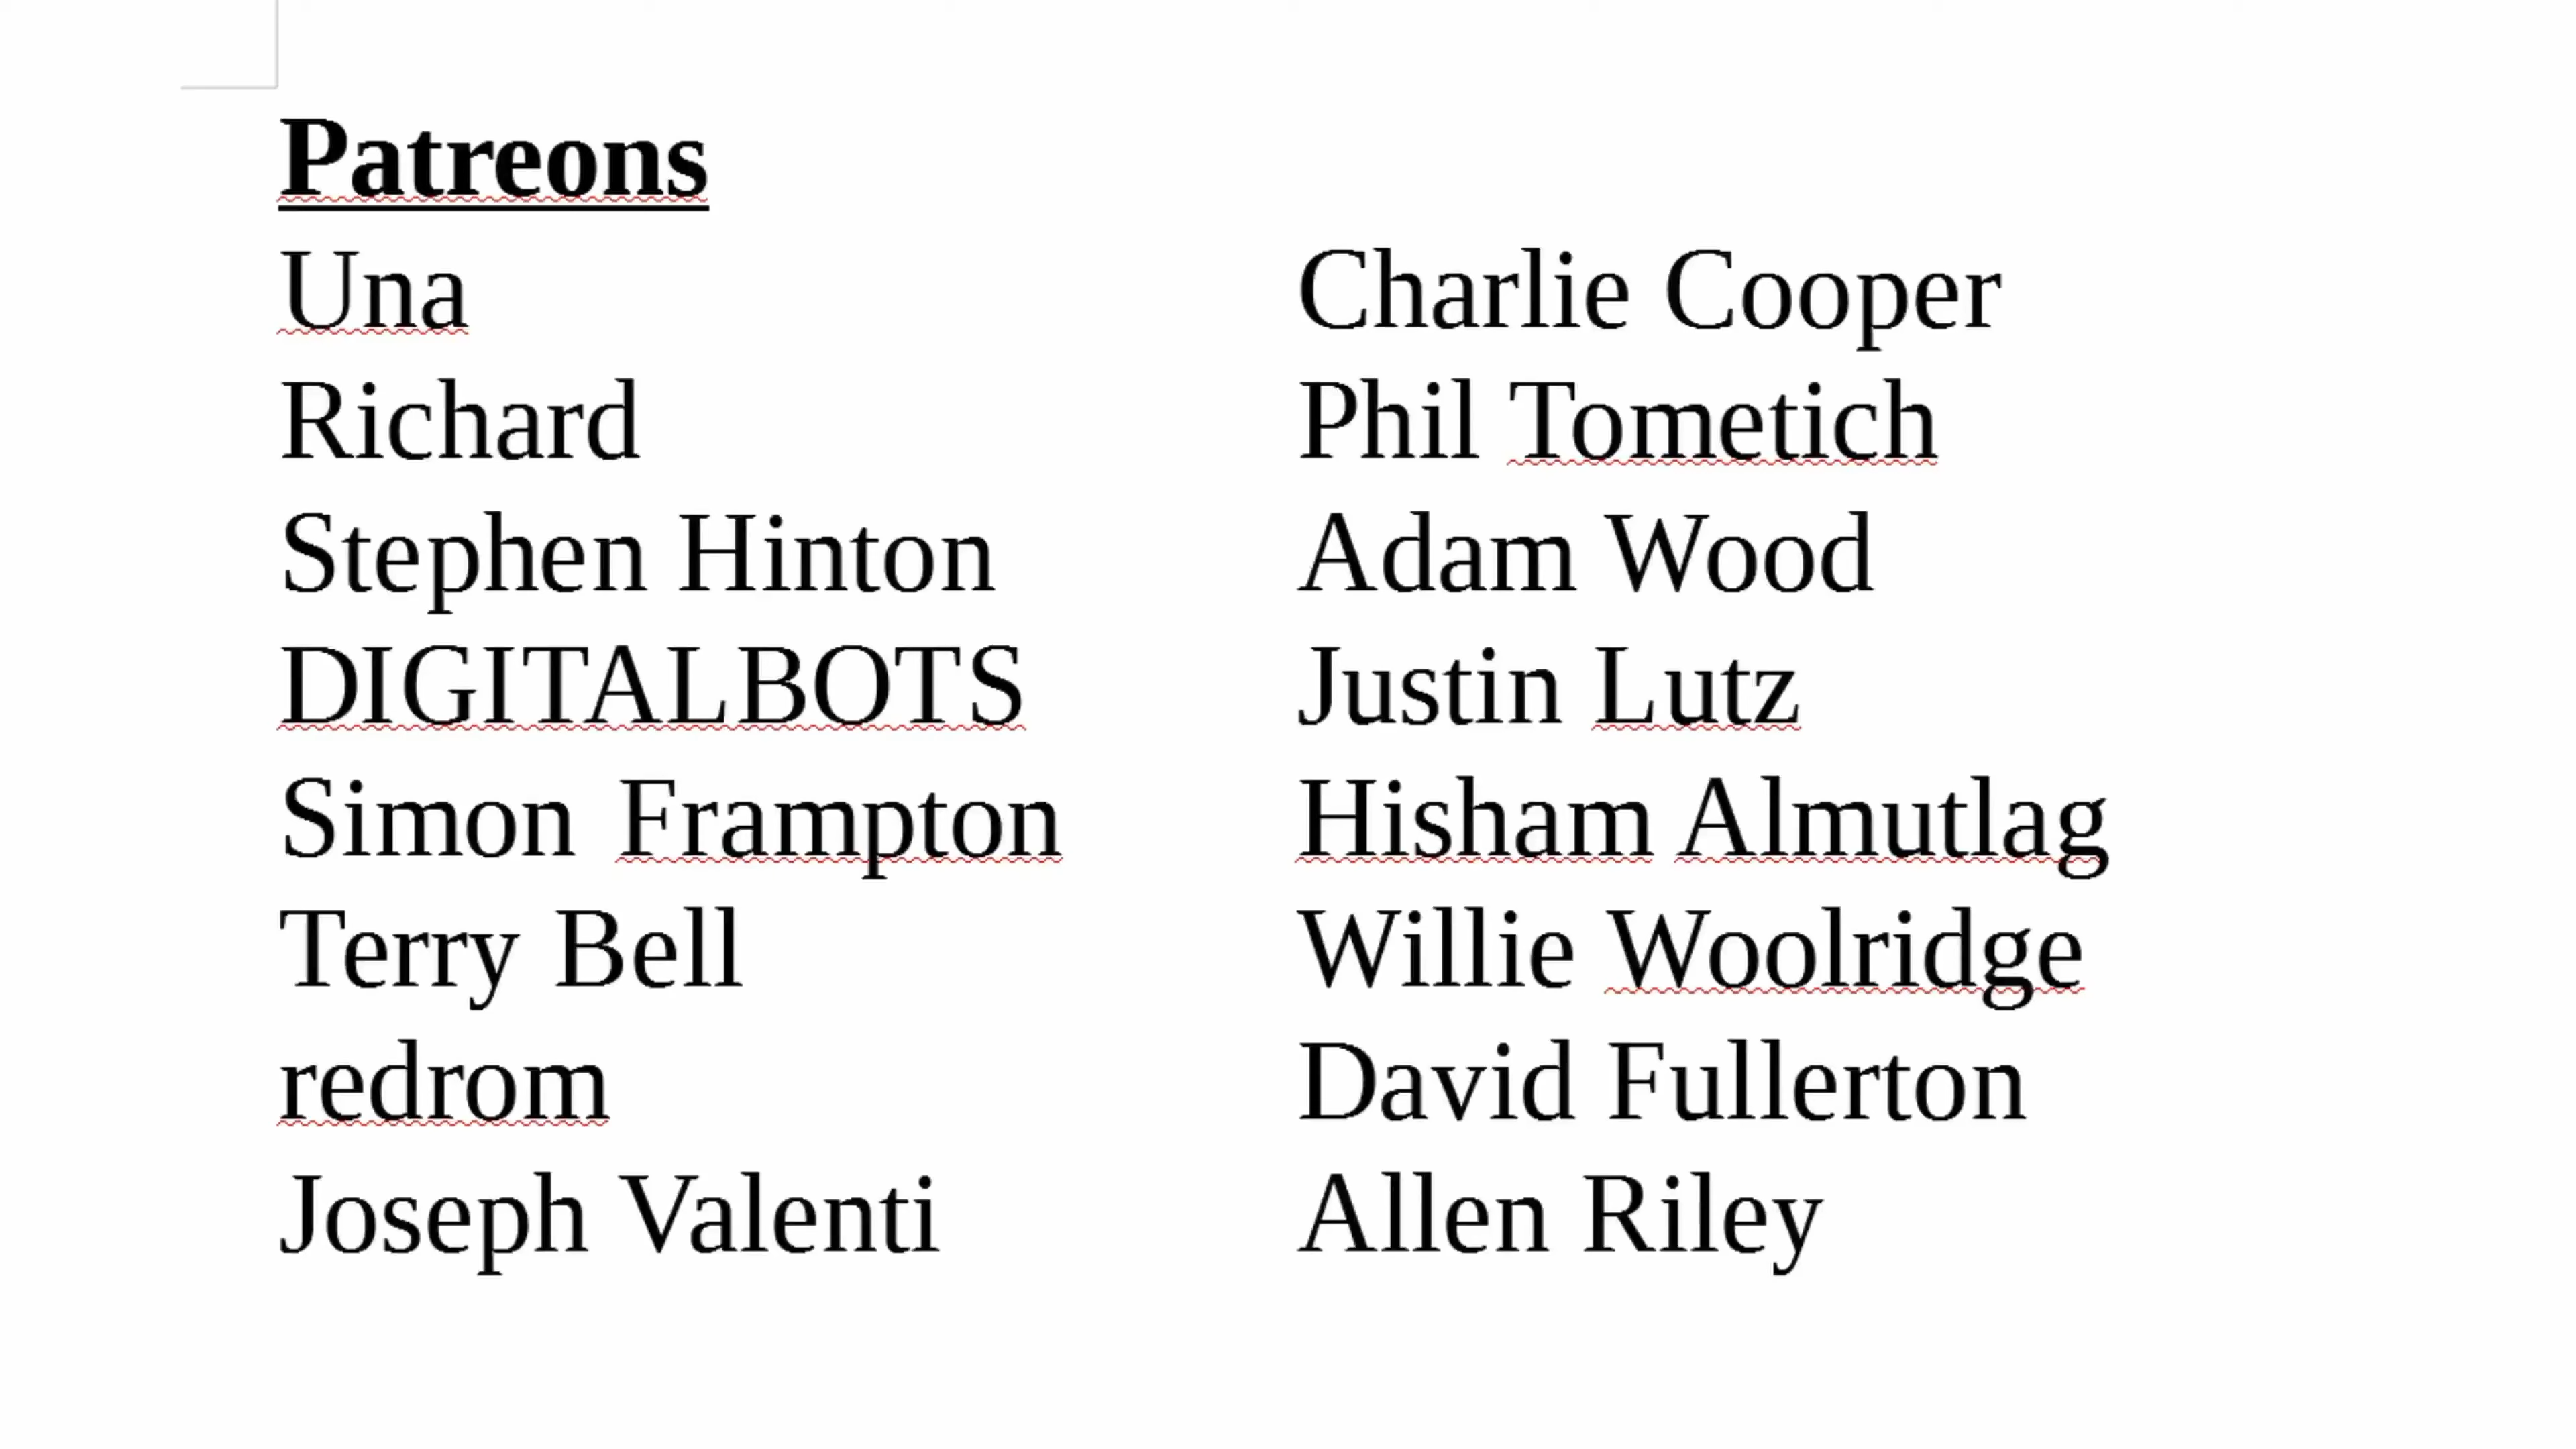 Patreons
Una
Richard
Stephen Hinton
DIGITALBOTS
Simon Frampton
Terry Bell
redrom
Joseph Valenti
Charlie Cooper
Phil Tometich
Adam Wood
Justin Lutz
Hisham Almutlag
Willie Woolridge
David Fullerton
Allen Riley